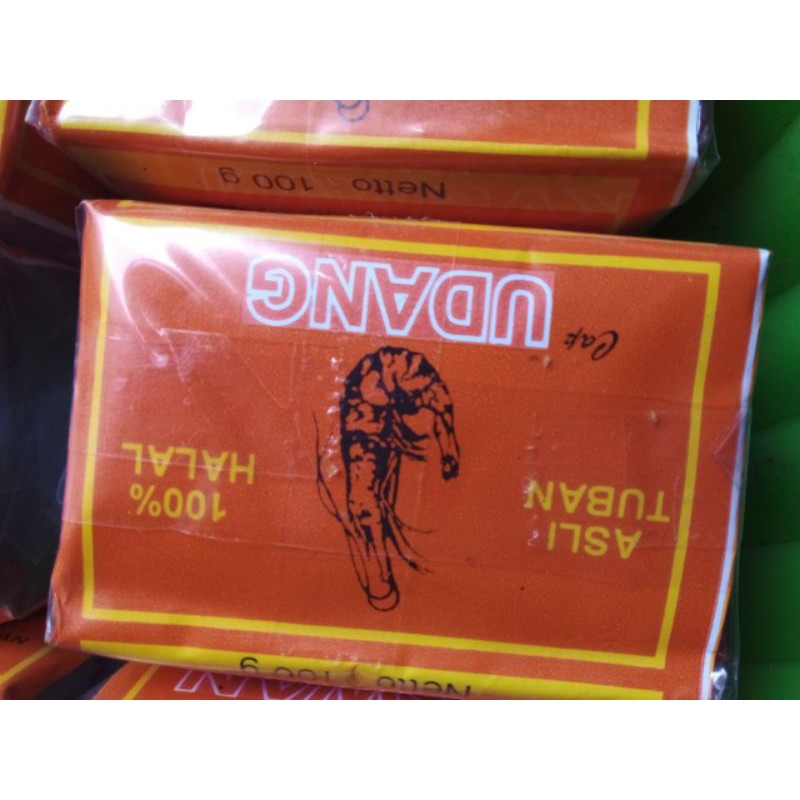 Netto : 100 g
Cap UDANG
ASLI
TUBAN
100%
HALAL
Netto : 100 g